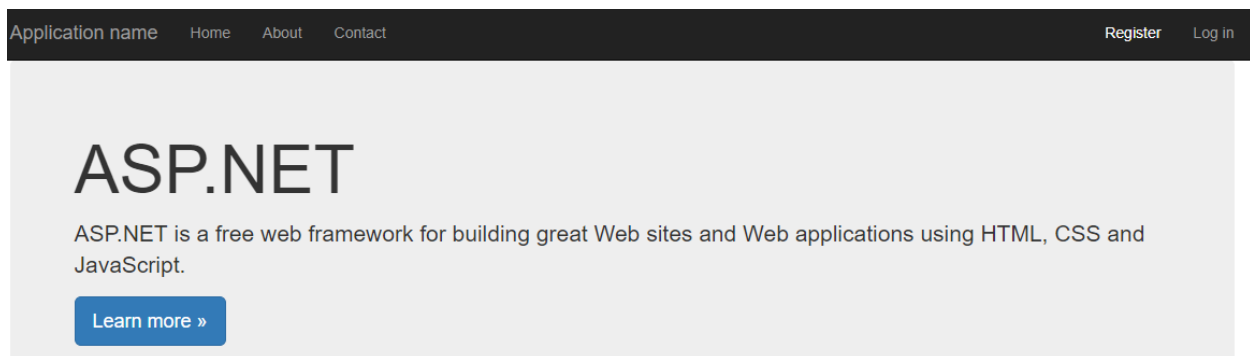 Application name Home About Contact Register Log in
ASP.NET
ASP.NET is a free web framework for building great Web sites and Web applications using HTML, CSS and
JavaScript.
Learn more »